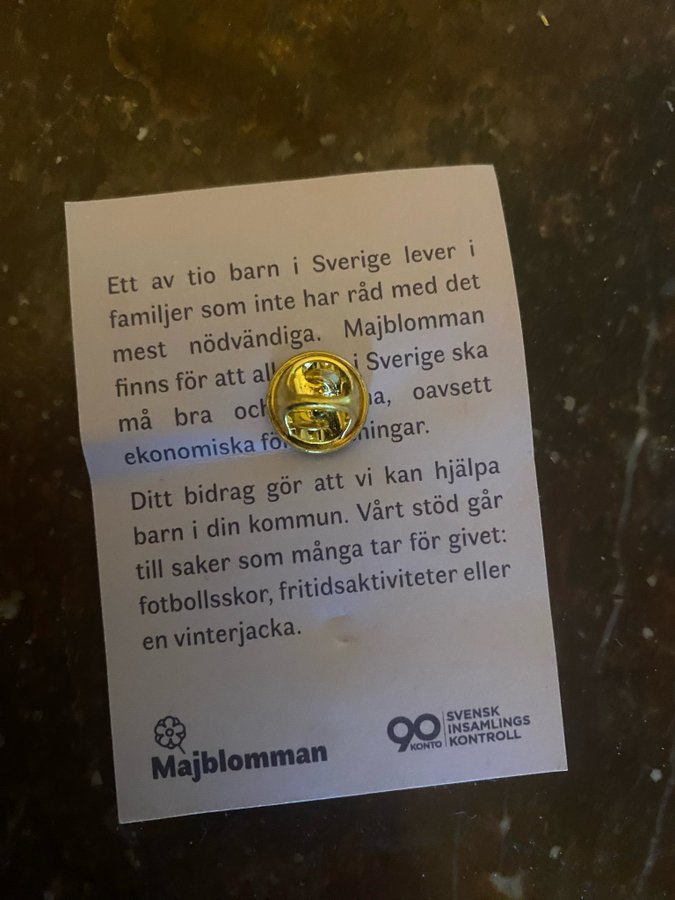 Ett av tio barn i Sverige lever i
familjer som inte har råd med det
mest nödvändiga. Majblomman
finns för att all i Sverige ska
må bra och na, oavsett
ekonomiska fö ningar.
Ditt bidrag gör att vi kan hjälpa
barn i din kommun. Vårt stöd går
till saker som många tar för givet:
fotbollsskor, fritidsaktiviteter eller
en vinterjacka.
Majblomman
90 KONTO
SVENSK
INSAMLINGS
KONTROLL